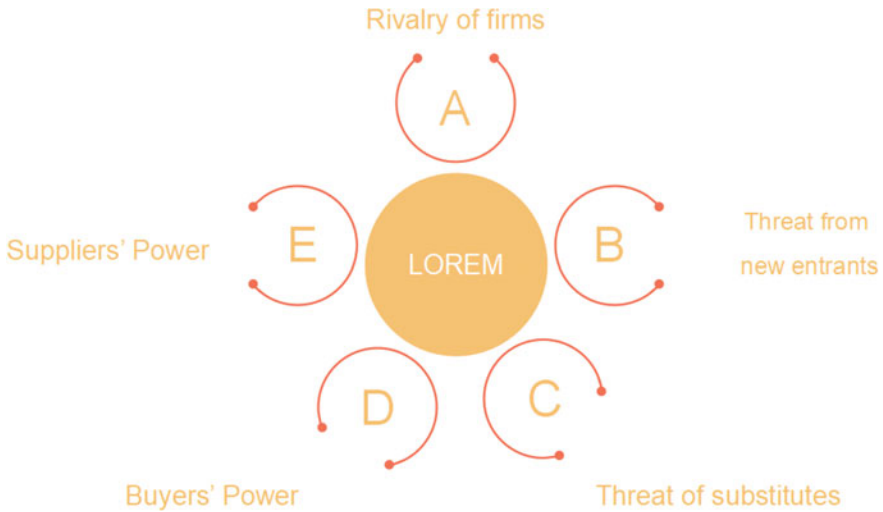 Rivalry of firms
A
B
Threat from
new entrants
C
Threat of substitutes
D
Buyers’ Power
E
Suppliers’ Power
LOREM